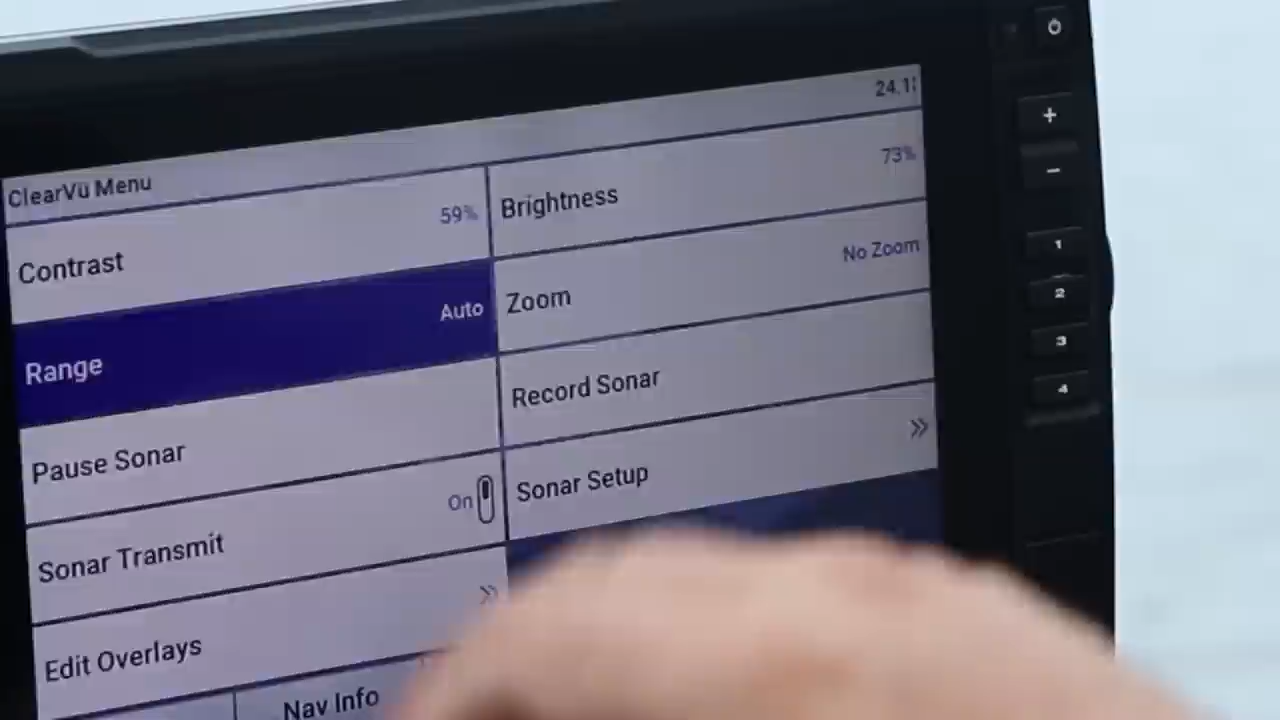 24.1
ClearVu Menu
Contrast 59%
Brightness 73%
Range Auto
Zoom No Zoom
Pause Sonar
Record Sonar
Sonar Transmit On
Sonar Setup »
Edit Overlays »
Nav Info
+
−
1
2
3
4